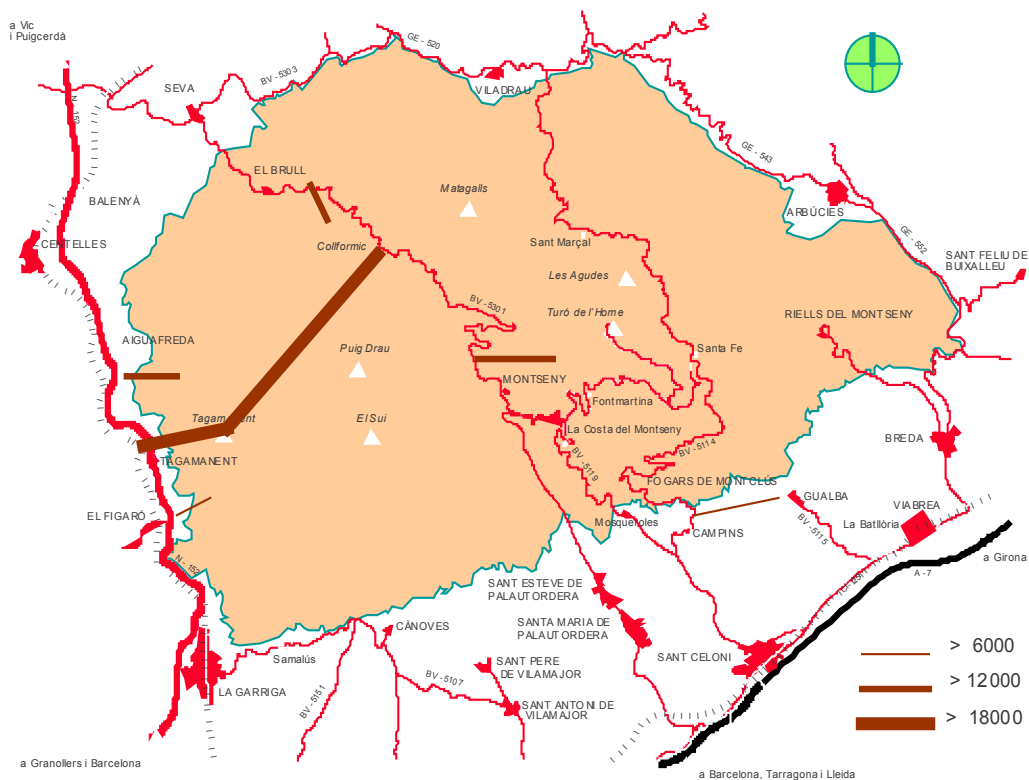 a Vic
i Puigcerdà
GE - 520
BV - 5303
SEVA
VILADRAU
N - 152
GE - 543
EL BRULL
Matagalls
BALENYÀ
ARBÚCIES
CENTELLES
Collformic
Sant Marçal
GE - 552
SANT FELIU DE
BUIXALLEU
Les Agudes
BV - 5301
Turó de l'Home
RIELLS DEL MONTSENY
AIGUAFREDA
Puig Drau
Santa Fe
MONTSENY
Fontmartina
Tagamanent
El Sui
La Costa del Montseny
BV - 5114
BREDA
TAGAMANENT
BV - 5119
FOGARS DE MONTCLÚS
GUALBA
VIABREA
EL FIGARÓ
Mosqueroles
CAMPINS
La Batllòria
BV - 5115
a Girona
N - 152
A - 7
C - 251
SANT ESTEVE DE
PALAUTORDERA
SANTA MARIA DE
PALAUTORDERA
CÀNOVES
SANT CELONI
> 6000
Samalús
SANT PERE
DE VILAMAJOR
> 12000
LA GARRIGA
BV - 5151
BV - 5107
SANT ANTONI DE
VILAMAJOR
> 18000
a Granollers i Barcelona
a Barcelona, Tarragona i Lleida